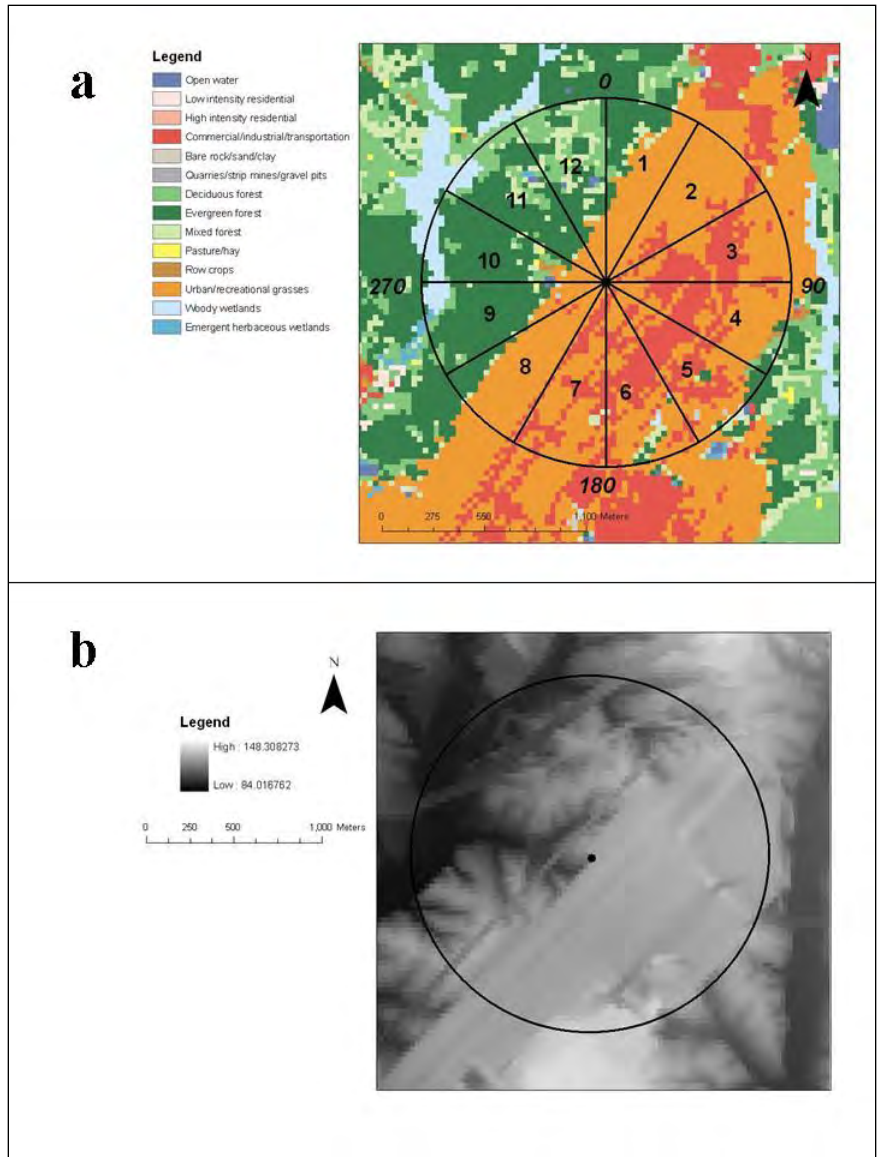 a
Legend
Open water
Low intensity residential
High intensity residential
Commercial/industrial/transportation
Bare rock/sand/clay
Quarries/strip mines/gravel pits
Deciduous forest
Evergreen forest
Mixed forest
Pasture/hay
Row crops
Urban/recreational grasses
Woody wetlands
Emergent herbaceous wetlands
N
0
12
1
11
2
10
3
270
90
9
4
8
5
7
6
180
0 275 550 1,100 Meters
b
N
Legend
High : 148.308273
Low : 84.016762
0 250 500 1,000 Meters